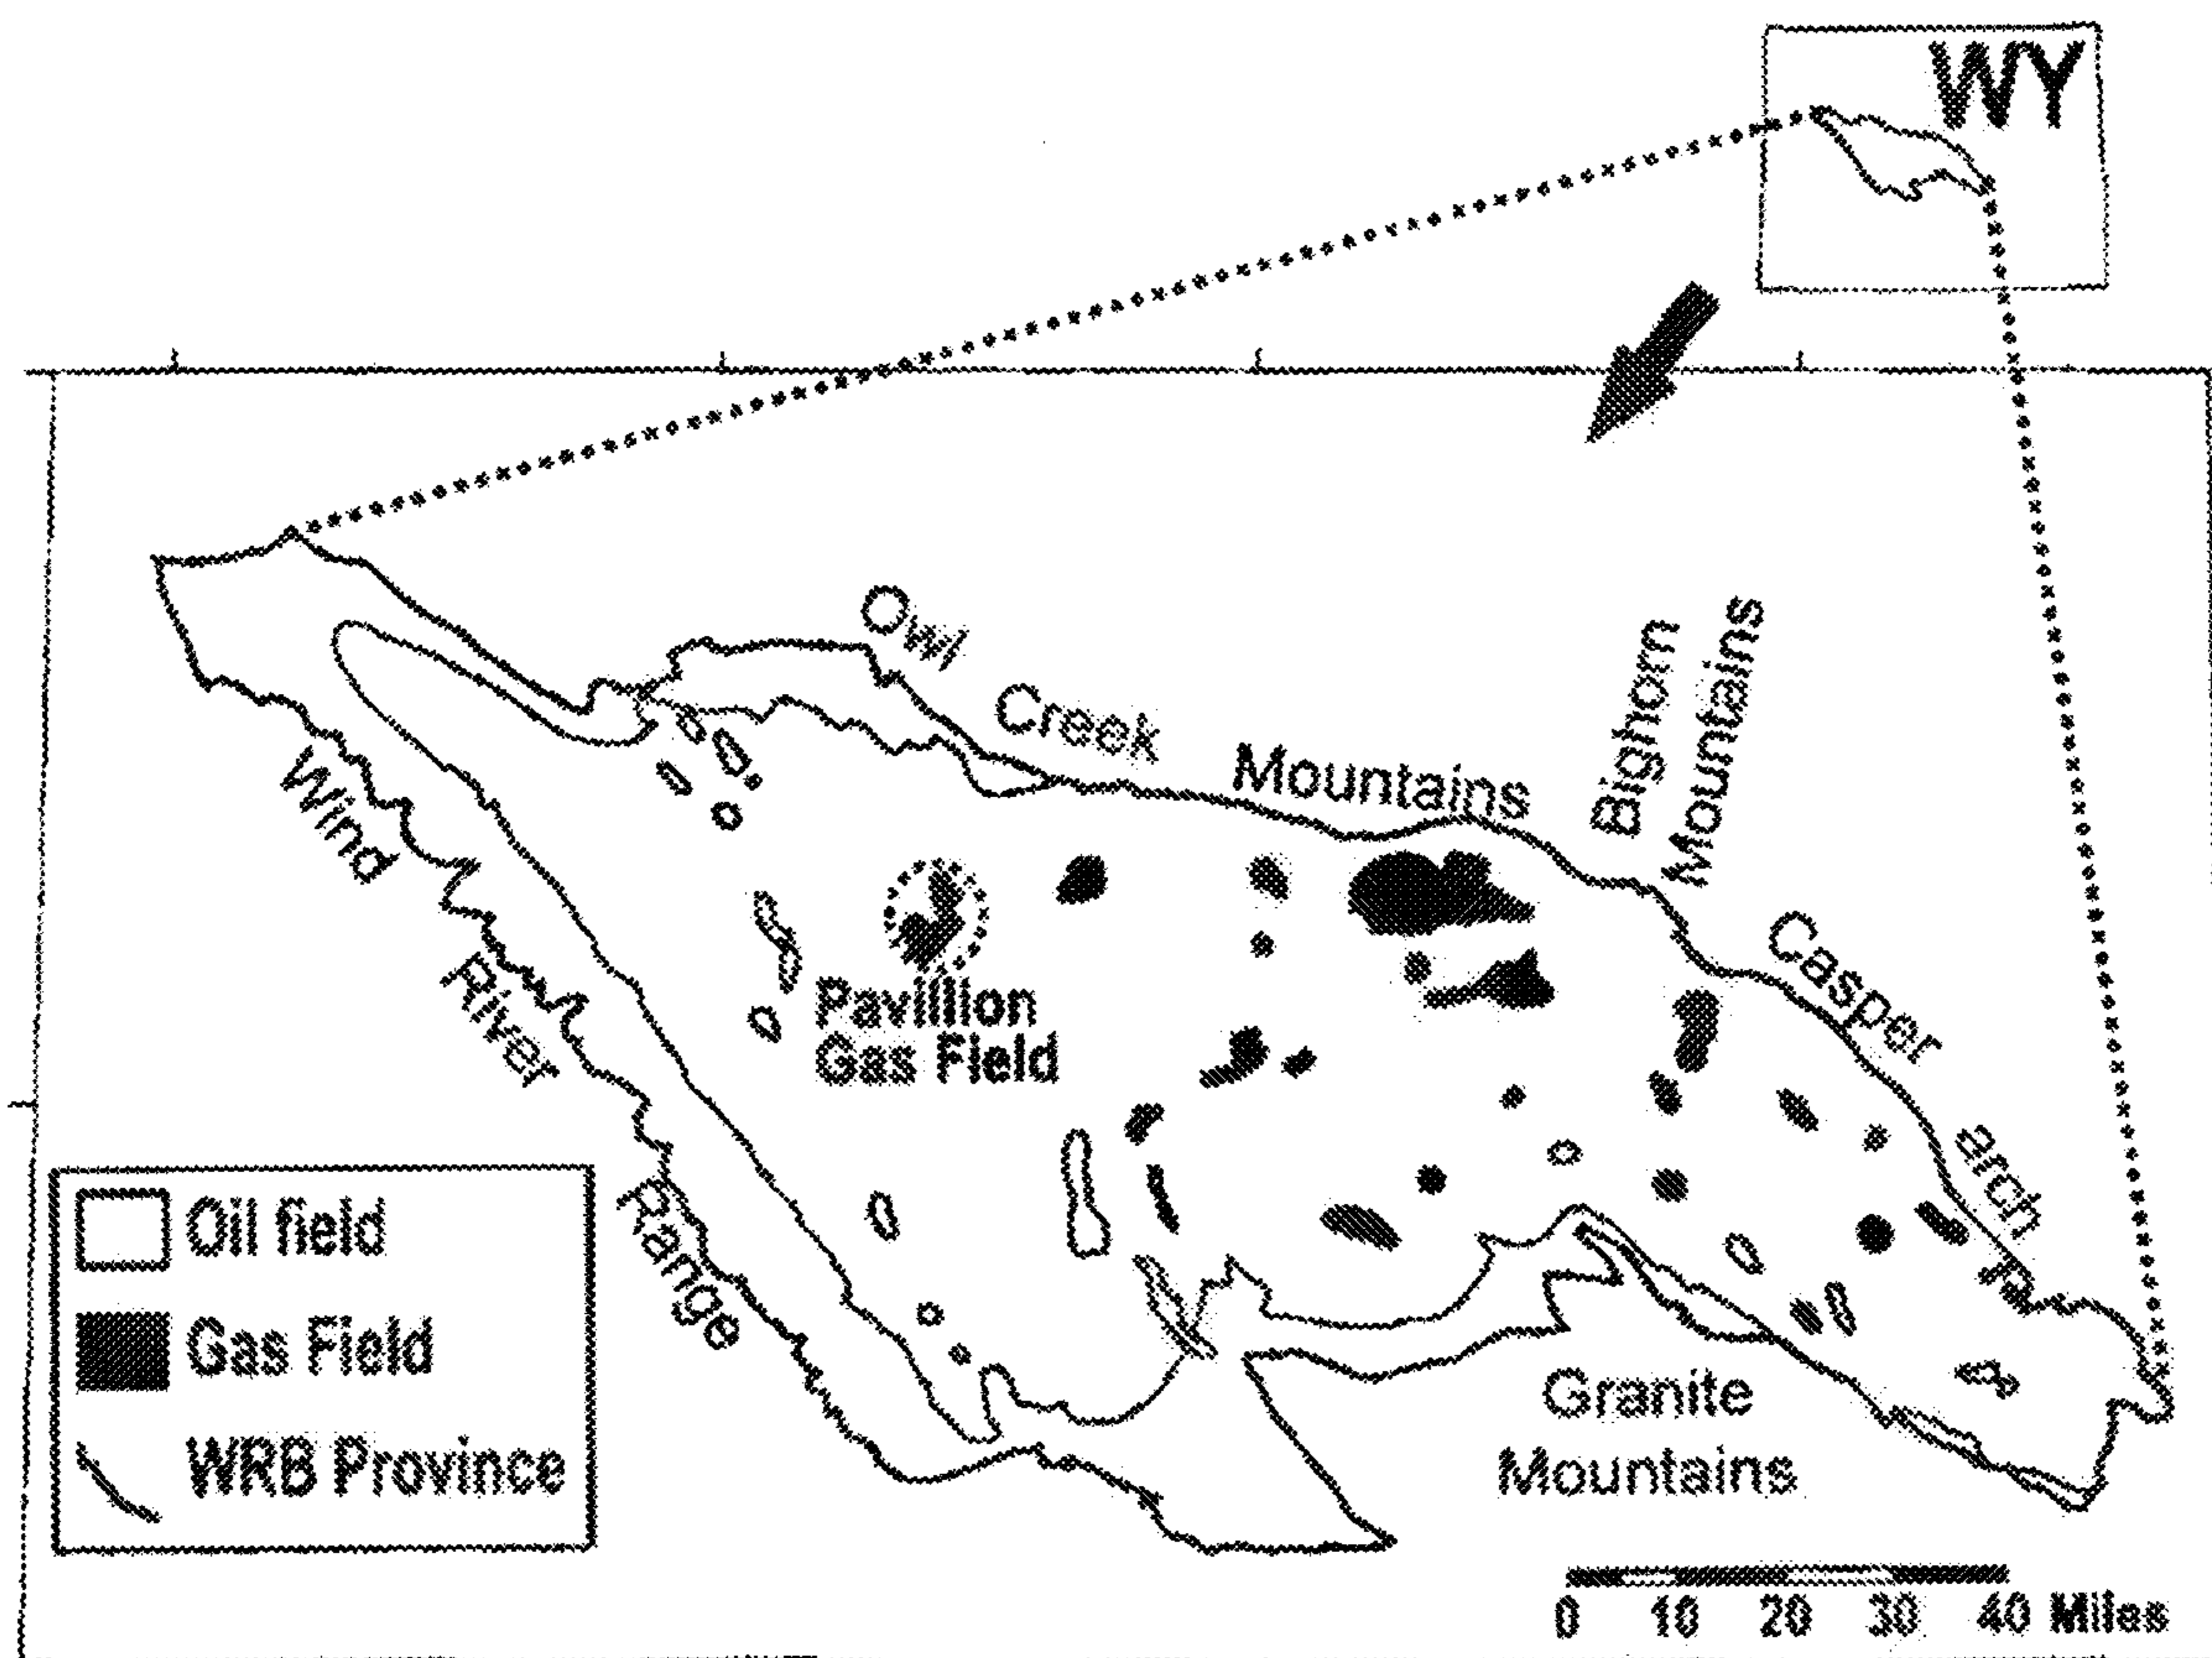 WY
Owl
Creek
Mountains
Bighorn
Mountains
Casper
arch
Wind
River
Range
Pavillion
Gas Field
Oil field
Gas Field
WRB Province
Granite
Mountains
0 10 20 30 40 Miles